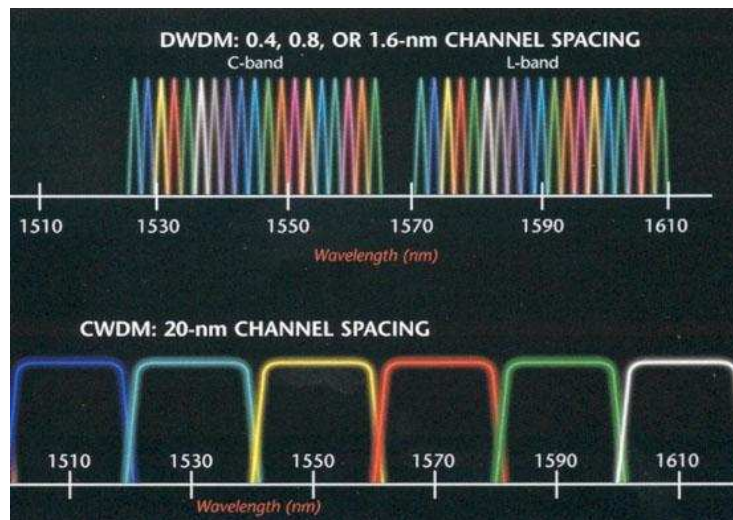 DWDM: 0.4, 0.8, OR 1.6-nm CHANNEL SPACING
C-band L-band
1510 1530 1550 1570 1590 1610
Wavelength (nm)
CWDM: 20-nm CHANNEL SPACING
1510 1530 1550 1570 1590 1610
Wavelength (nm)